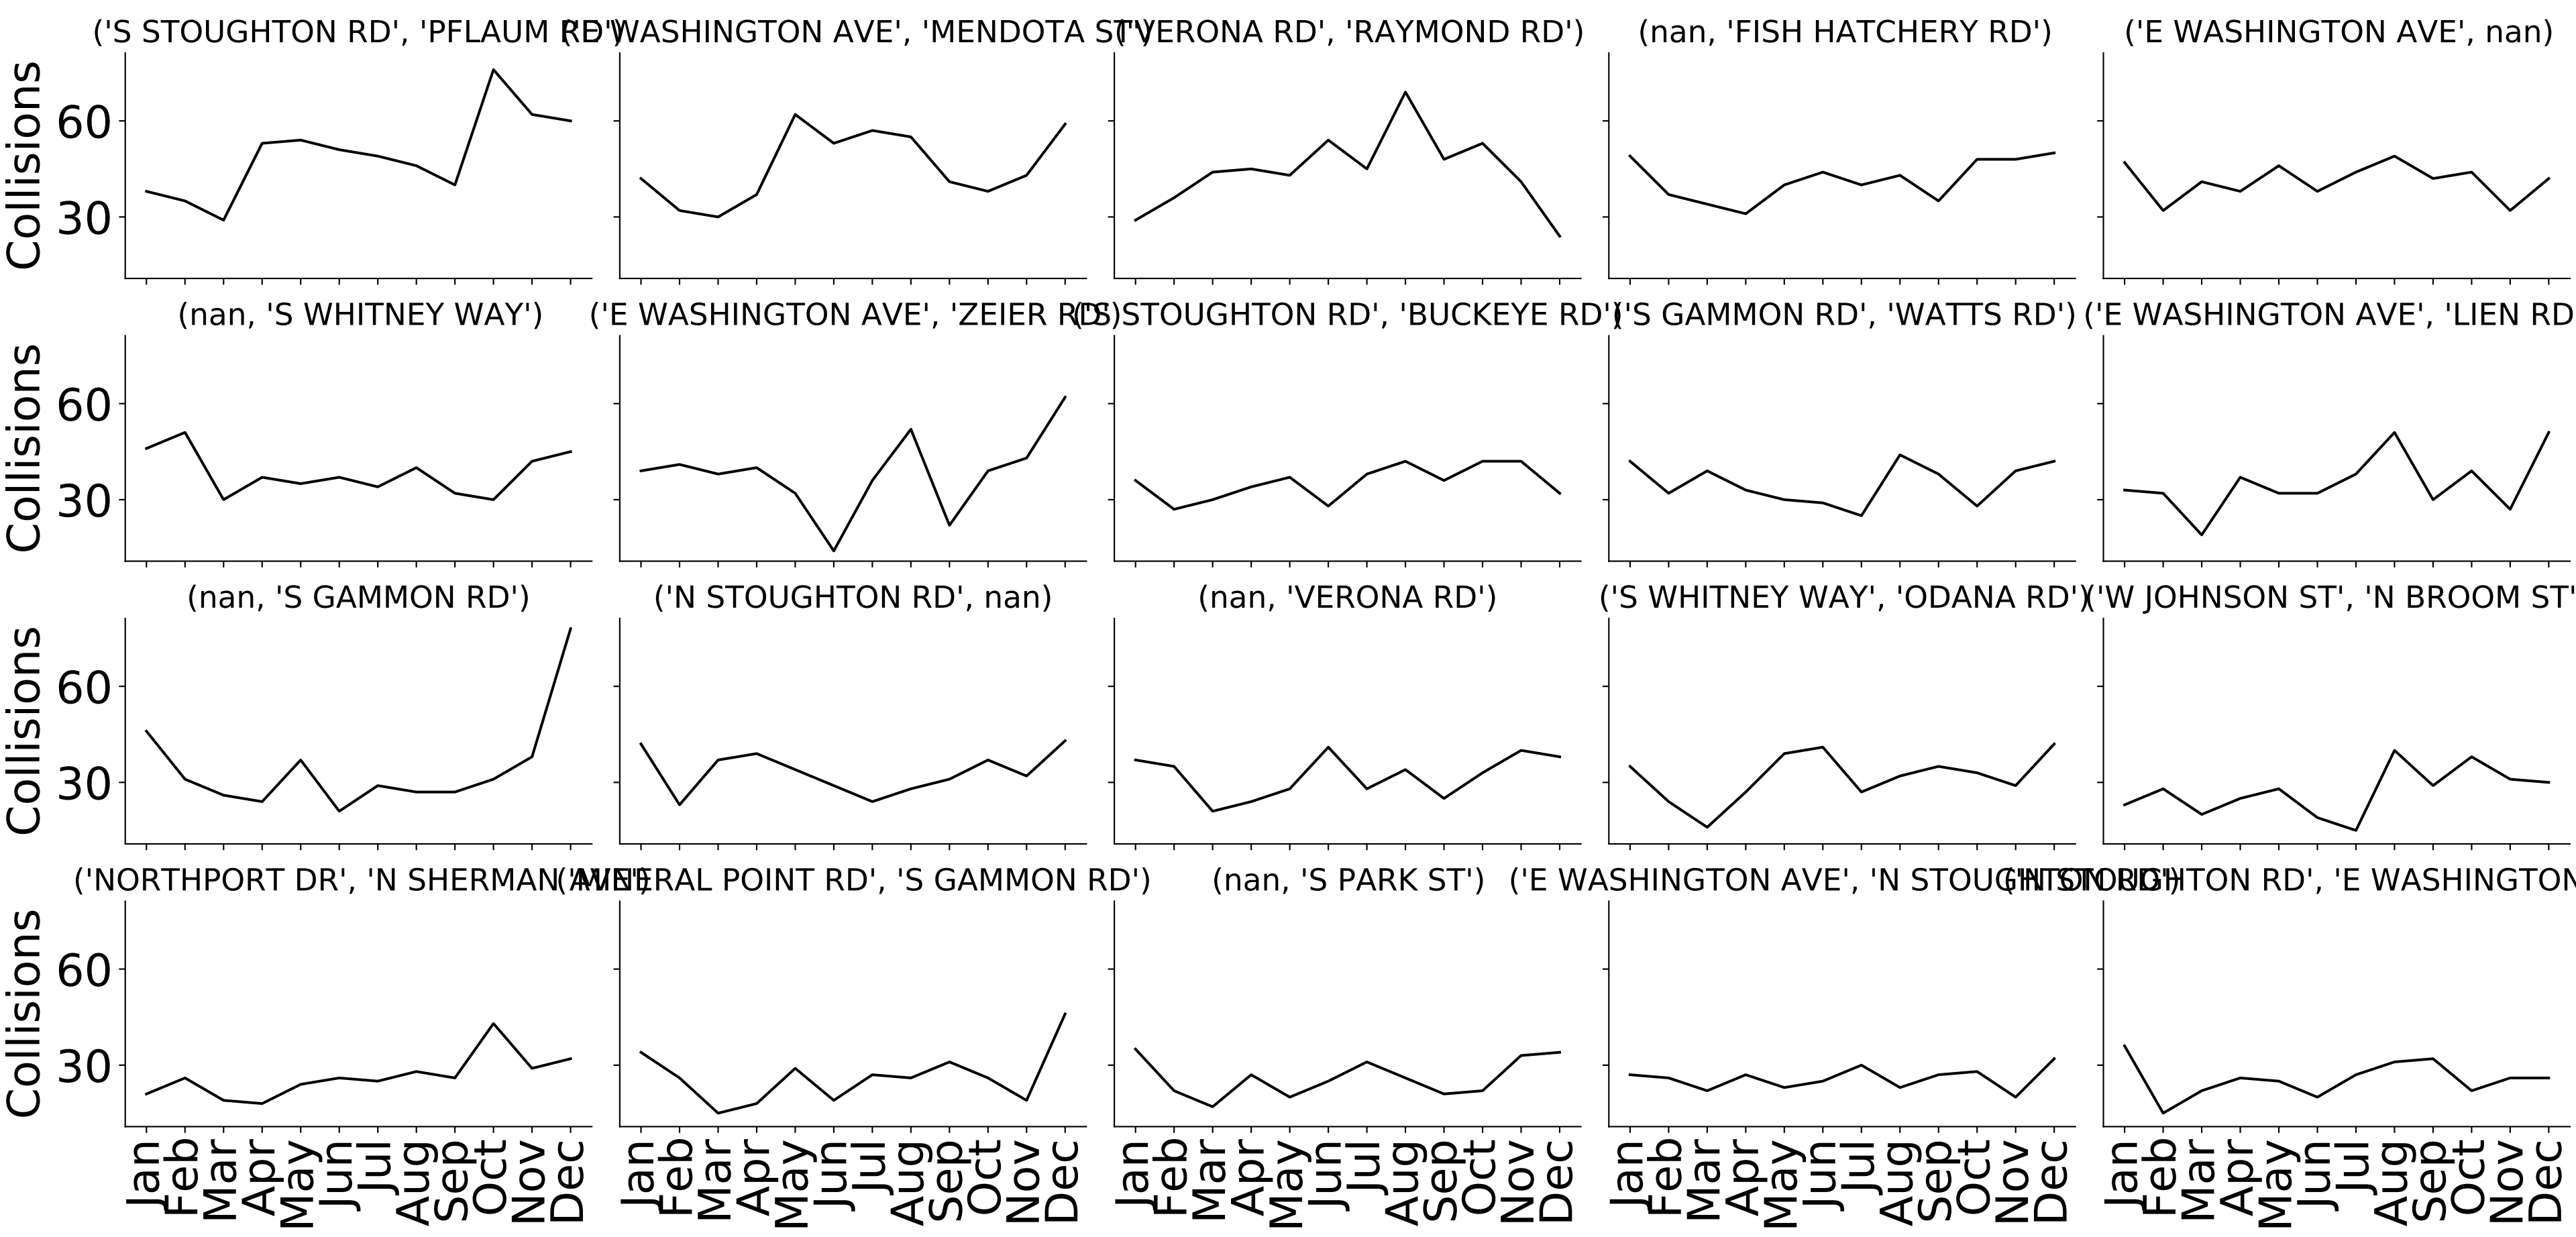 ('S STOUGHTON RD', 'PFLAUM RD')
('E WASHINGTON AVE', 'MENDOTA ST')
('VERONA RD', 'RAYMOND RD')
(nan, 'FISH HATCHERY RD')
('E WASHINGTON AVE', nan)
Collisions
60
30
(nan, 'S WHITNEY WAY')
('E WASHINGTON AVE', 'ZEIER RD')
('S STOUGHTON RD', 'BUCKEYE RD')
('S GAMMON RD', 'WATTS RD')
('E WASHINGTON AVE', 'LIEN RD
Collisions
60
30
(nan, 'S GAMMON RD')
('N STOUGHTON RD', nan)
(nan, 'VERONA RD')
('S WHITNEY WAY', 'ODANA RD')
('W JOHNSON ST', 'N BROOM ST'
Collisions
60
30
('NORTHPORT DR', 'N SHERMAN AVE')
('MINERAL POINT RD', 'S GAMMON RD')
(nan, 'S PARK ST')
('E WASHINGTON AVE', 'N STOUGHTON RD')
('N STOUGHTON RD', 'E WASHINGTON
Collisions
60
30
Jan Feb Mar Apr May Jun Jul Aug Sep Oct Nov Dec
Jan Feb Mar Apr May Jun Jul Aug Sep Oct Nov Dec
Jan Feb Mar Apr May Jun Jul Aug Sep Oct Nov Dec
Jan Feb Mar Apr May Jun Jul Aug Sep Oct Nov Dec
Jan Feb Mar Apr May Jun Jul Aug Sep Oct Nov Dec